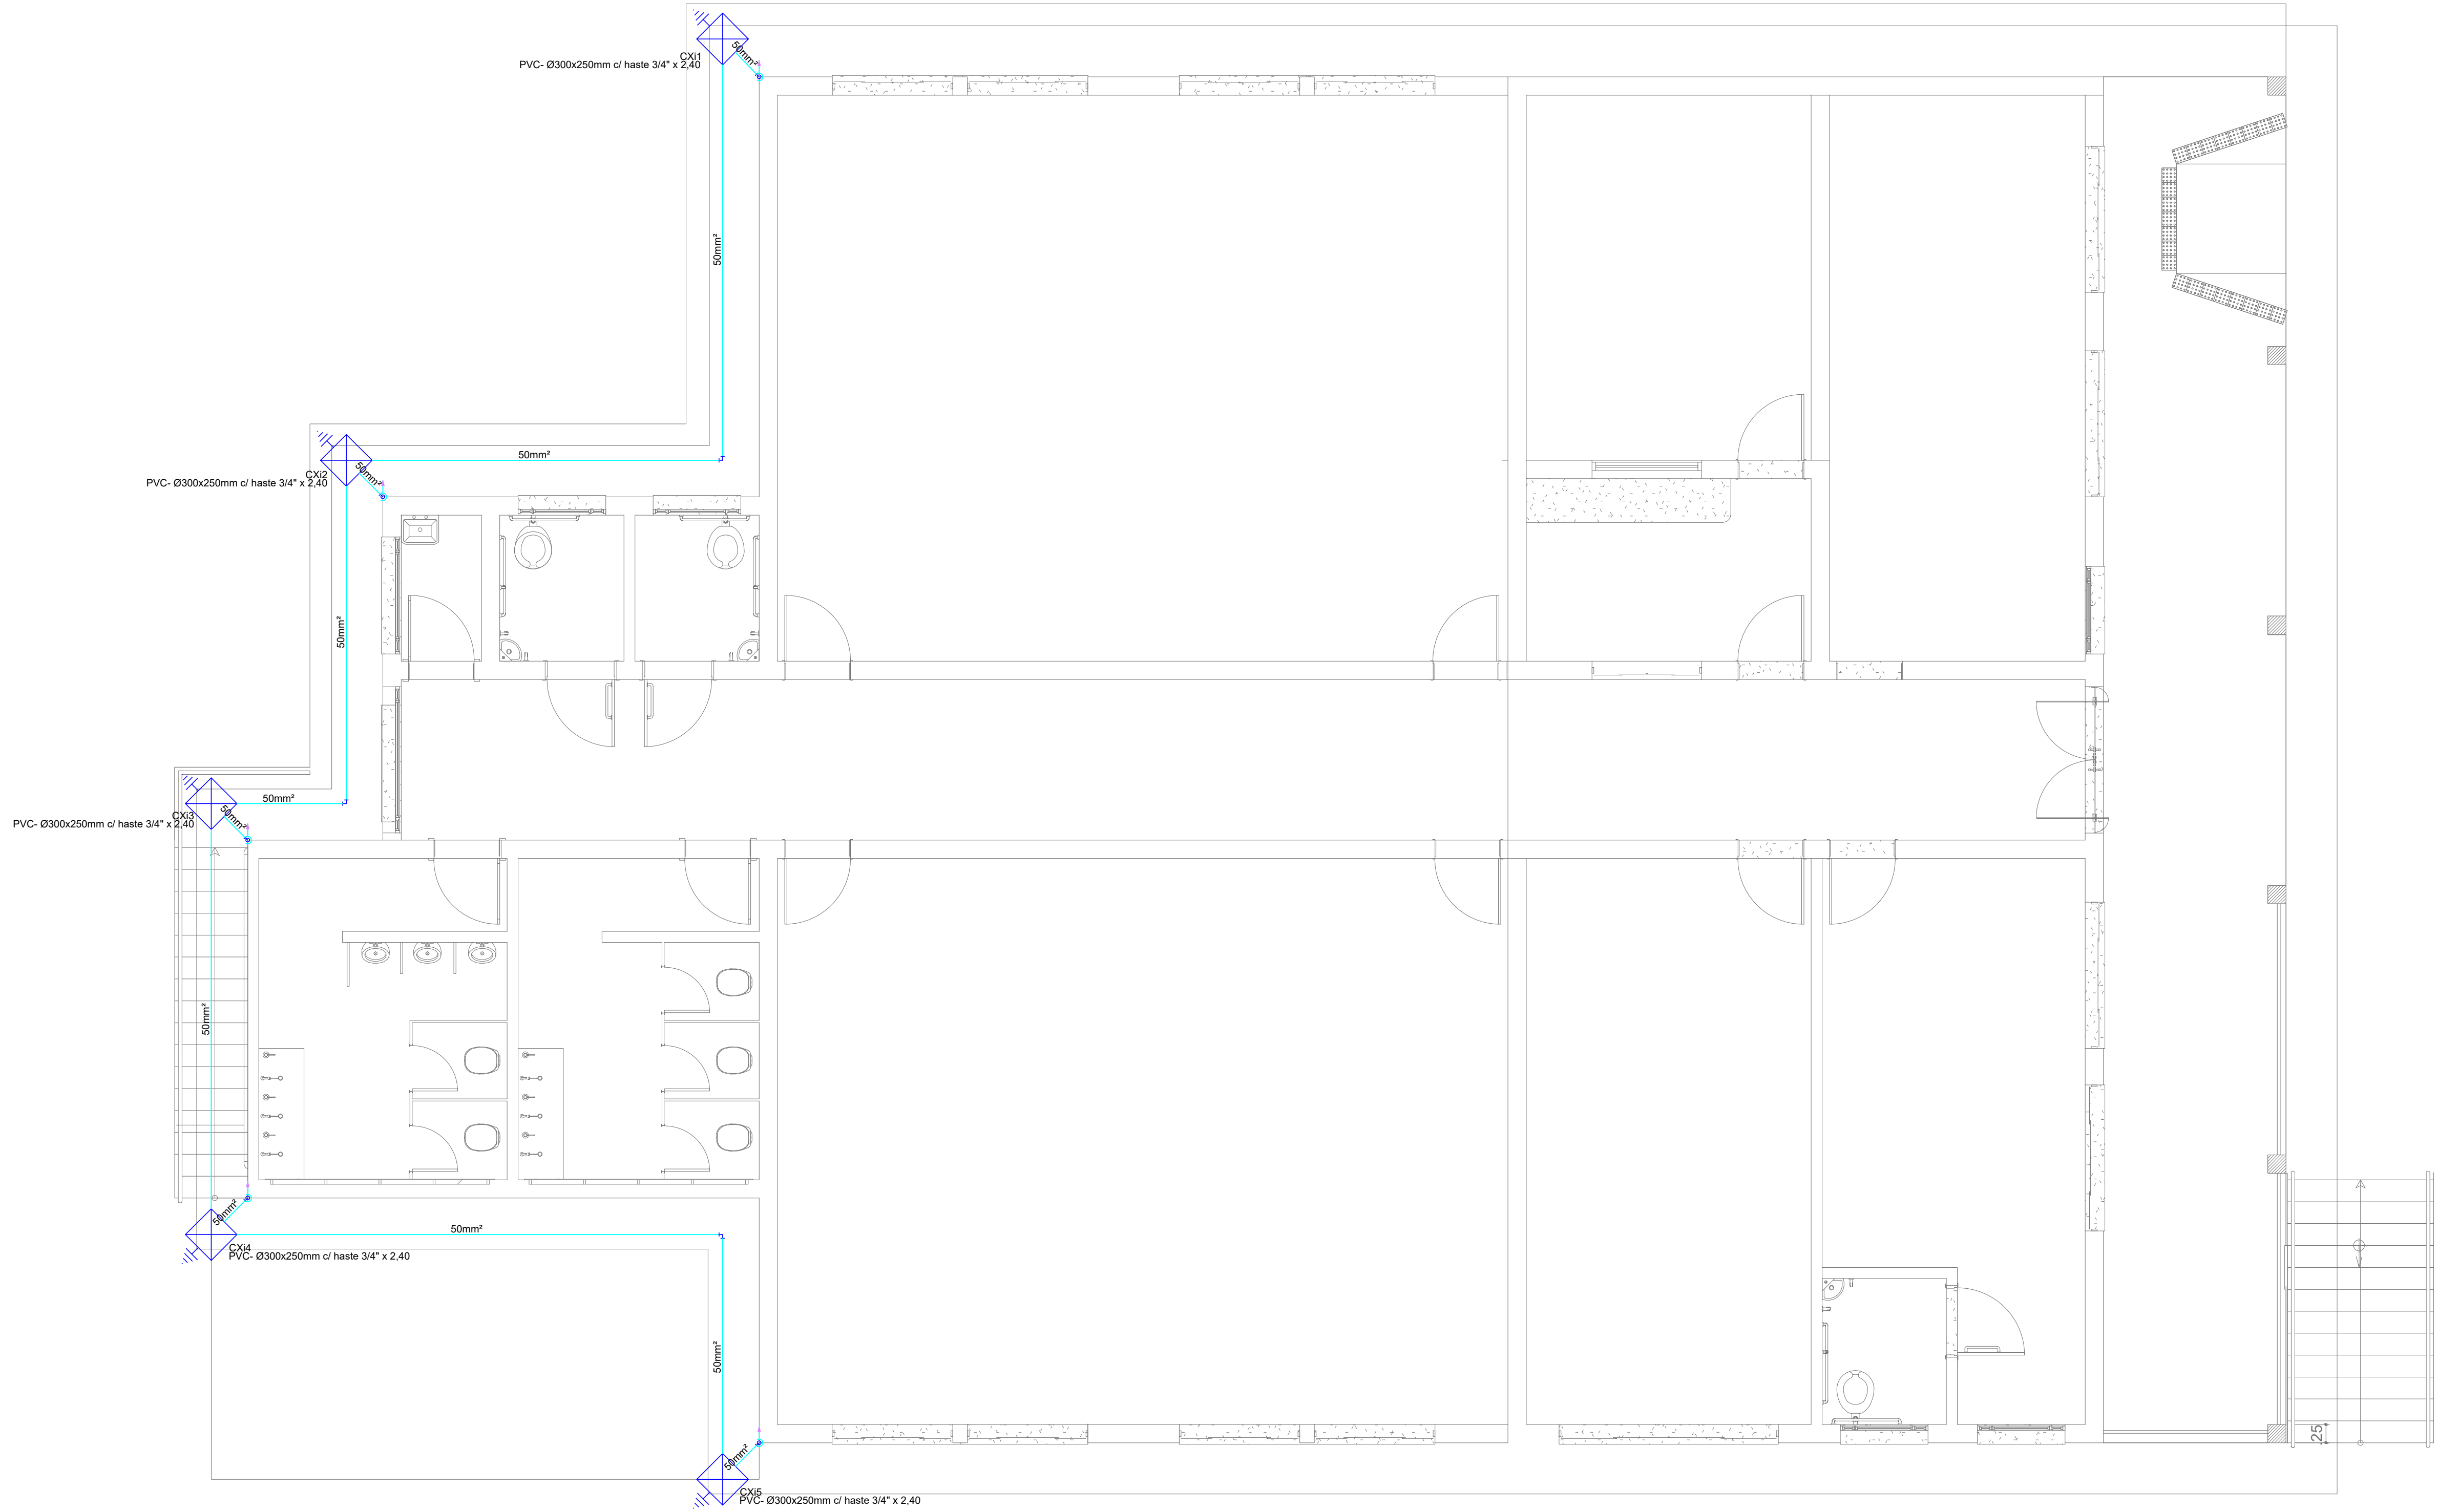 50mm²
CXi1
PVC- Ø300x250mm c/ haste 3/4" x 2,40
50mm²
50mm²
50mm²
CXi2
PVC- Ø300x250mm c/ haste 3/4" x 2,40
50mm²
50mm²
50mm²
CXi3
PVC- Ø300x250mm c/ haste 3/4" x 2,40
50mm²
50mm²
50mm²
CXi4
PVC- Ø300x250mm c/ haste 3/4" x 2,40
50mm²
50mm²
CXi5
PVC- Ø300x250mm c/ haste 3/4" x 2,40
.25